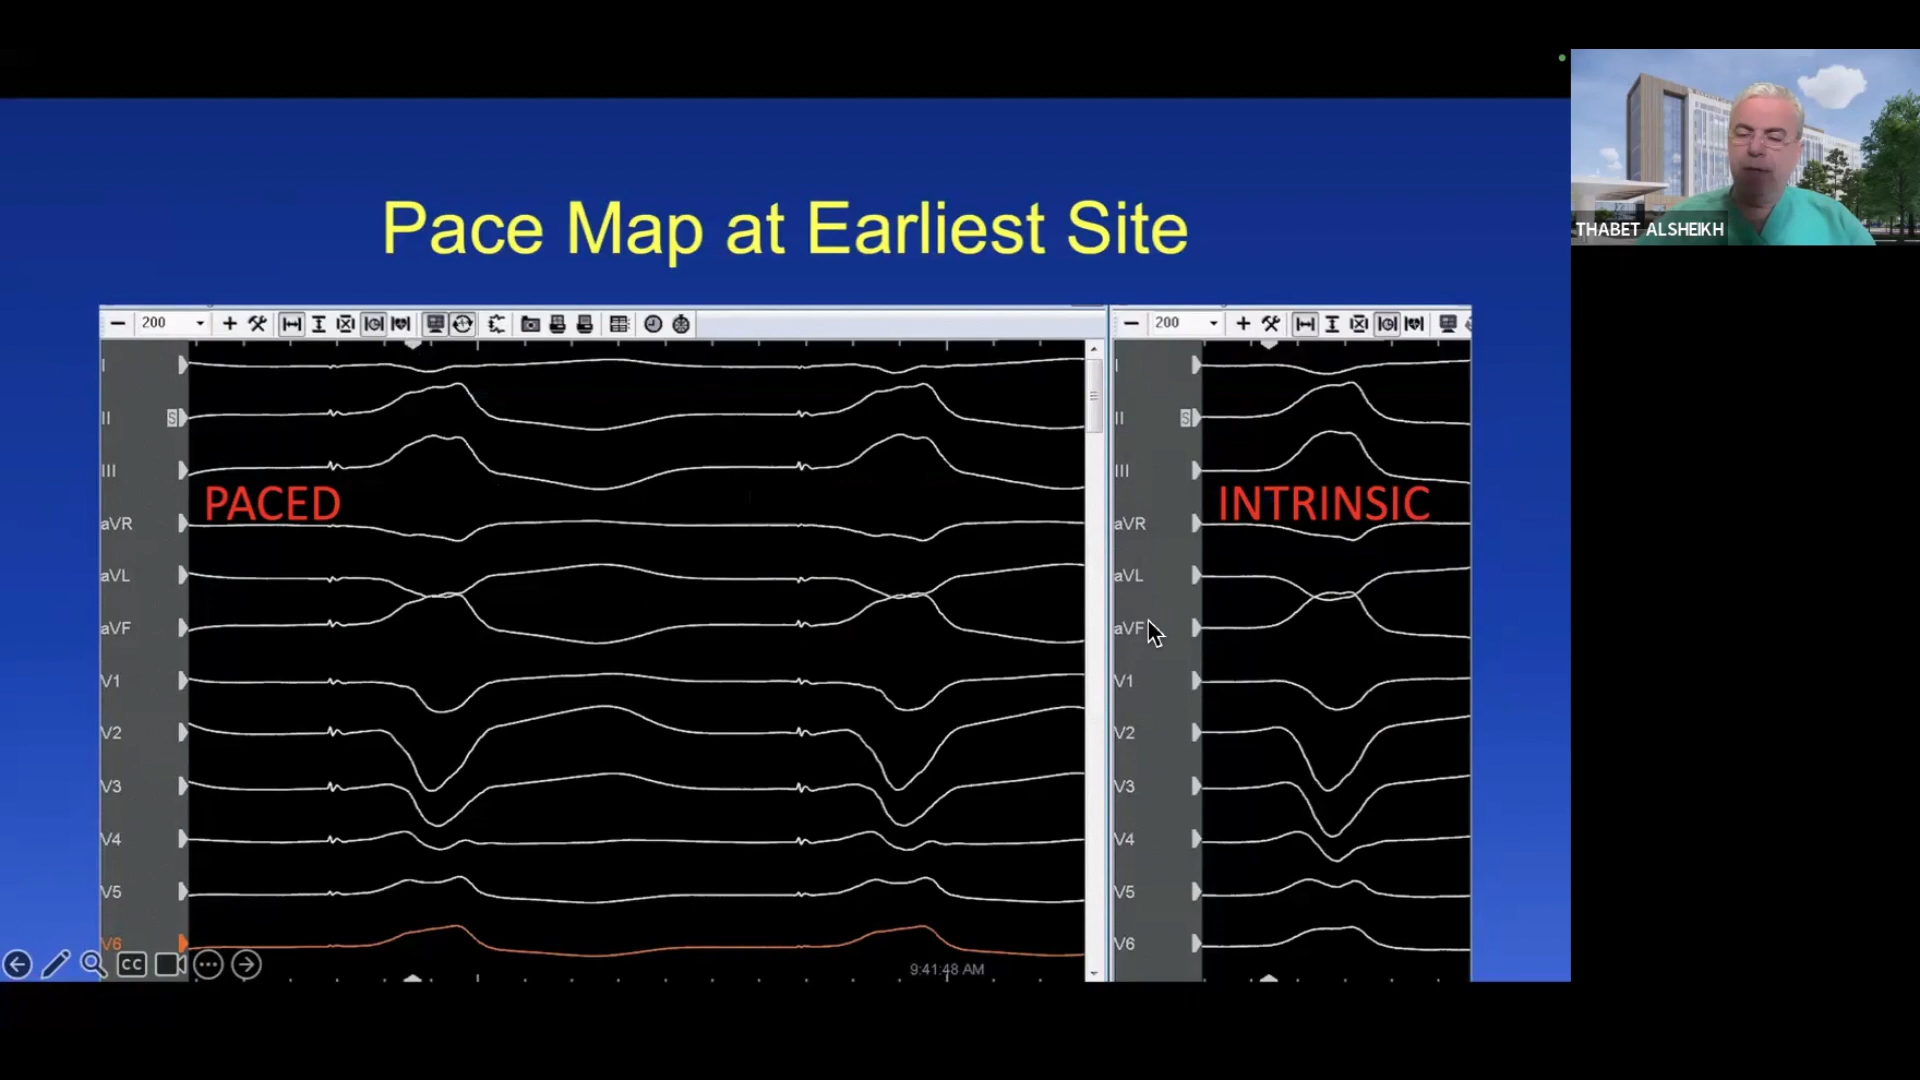 THABET ALSHEIKH
Pace Map at Earliest Site
200
200
I
II
S
III
PACED
aVR
aVL
aVF
V1
V2
V3
V4
V5
V6
CC
9:41:48 AM
I
II
S
III
INTRINSIC
aVR
aVL
aVF
V1
V2
V3
V4
V5
V6